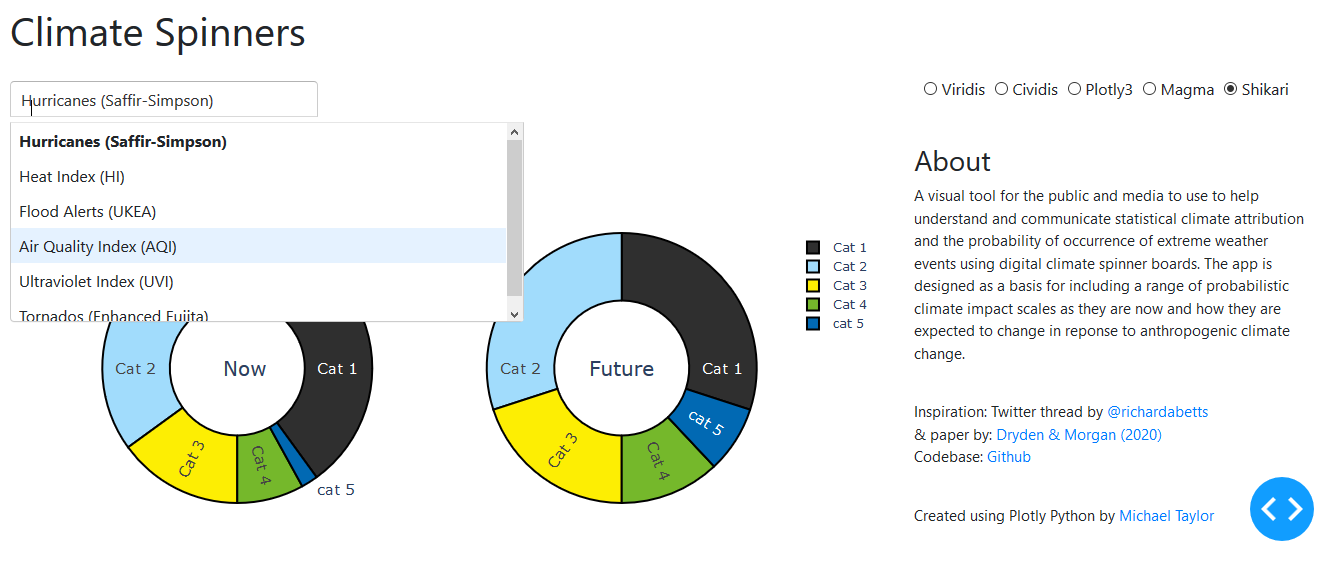 Climate Spinners
Hurricanes (Saffir-Simpson)
Hurricanes (Saffir-Simpson)
Heat Index (HI)
Flood Alerts (UKEA)
Air Quality Index (AQI)
Ultraviolet Index (UVI)
Tornados (Enhanced Fujita)
Cat 2
Now
Cat 1
Cat 3
Cat 4
cat 5
Cat 2
Future
Cat 1
cat 5
Cat 3
Cat 4
Cat 1
Cat 2
Cat 3
Cat 4
cat 5
Viridis Cividis Plotly3 Magma Shikari
About
A visual tool for the public and media to use to help
understand and communicate statistical climate attribution
and the probability of occurrence of extreme weather
events using digital climate spinner boards. The app is
designed as a basis for including a range of probabilistic
climate impact scales as they are now and how they are
expected to change in reponse to anthropogenic climate
change.
Inspiration: Twitter thread by @richardabetts
& paper by: Dryden & Morgan (2020)
Codebase: Github
Created using Plotly Python by Michael Taylor